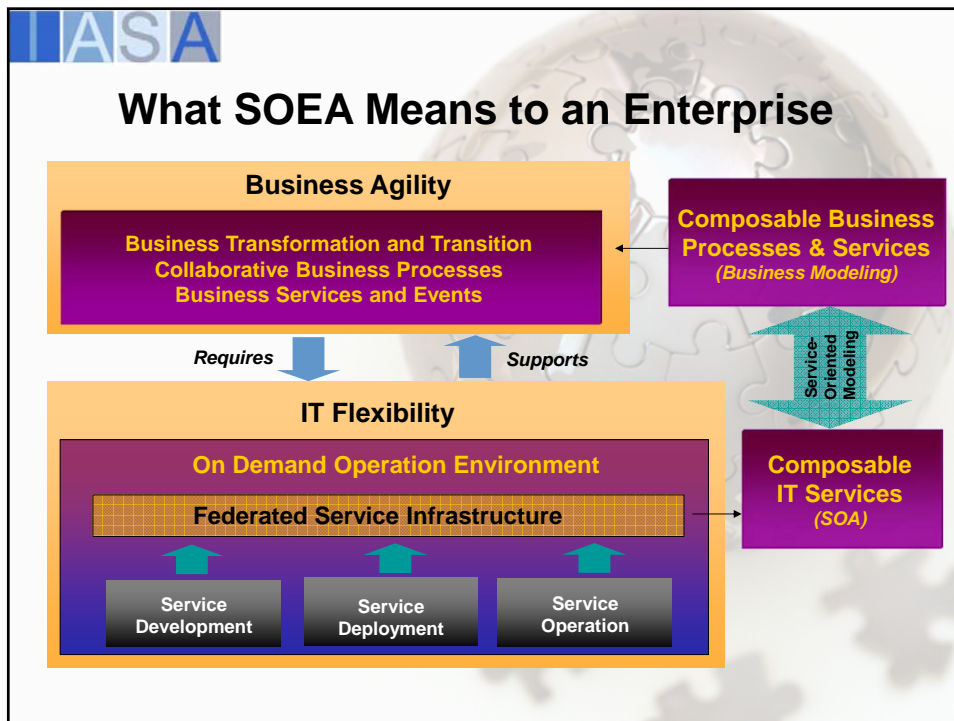 IASA
What SOEA Means to an Enterprise
Business Agility
Business Transformation and Transition
Collaborative Business Processes
Business Services and Events
Composable Business
Processes & Services
(Business Modeling)
Requires
Supports
Service-
Oriented
Modeling
IT Flexibility
On Demand Operation Environment
Federated Service Infrastructure
Composable
IT Services
(SOA)
Service
Development
Service
Deployment
Service
Operation